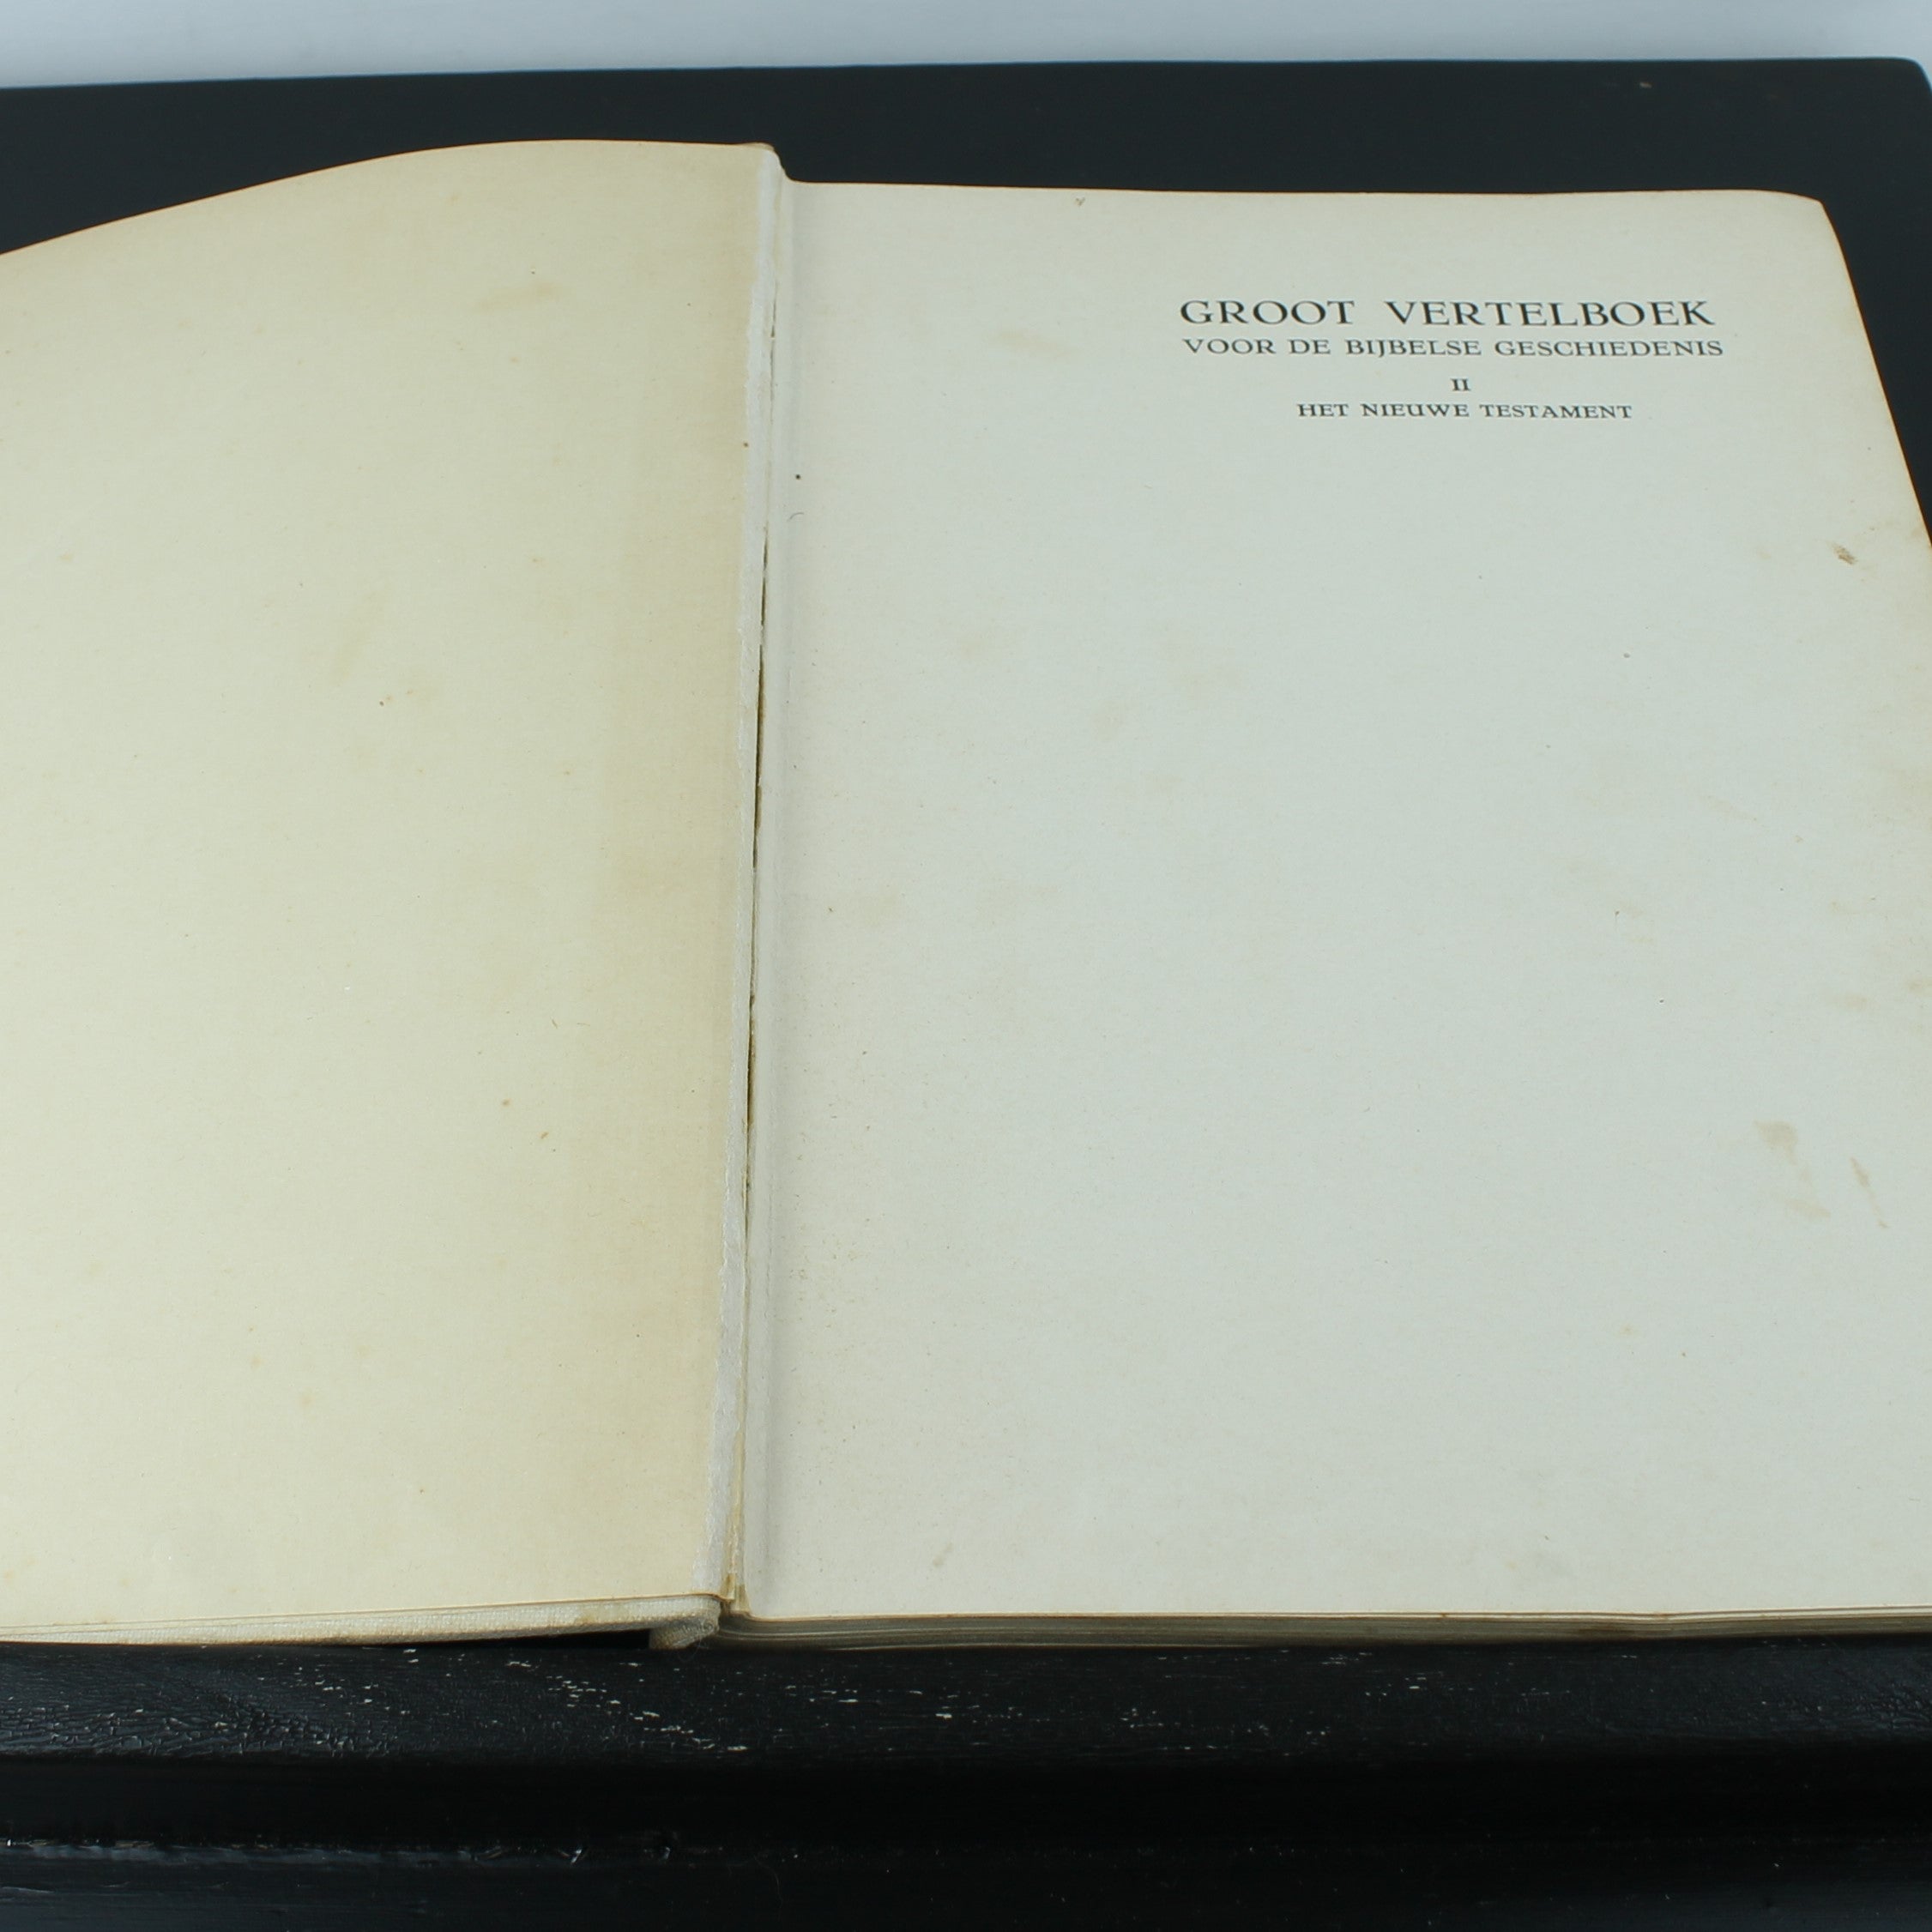 GROOT VERTELBOEK
VOOR DE BIJBELSE GESCHIEDENIS
II
HET NIEUWE TESTAMENT